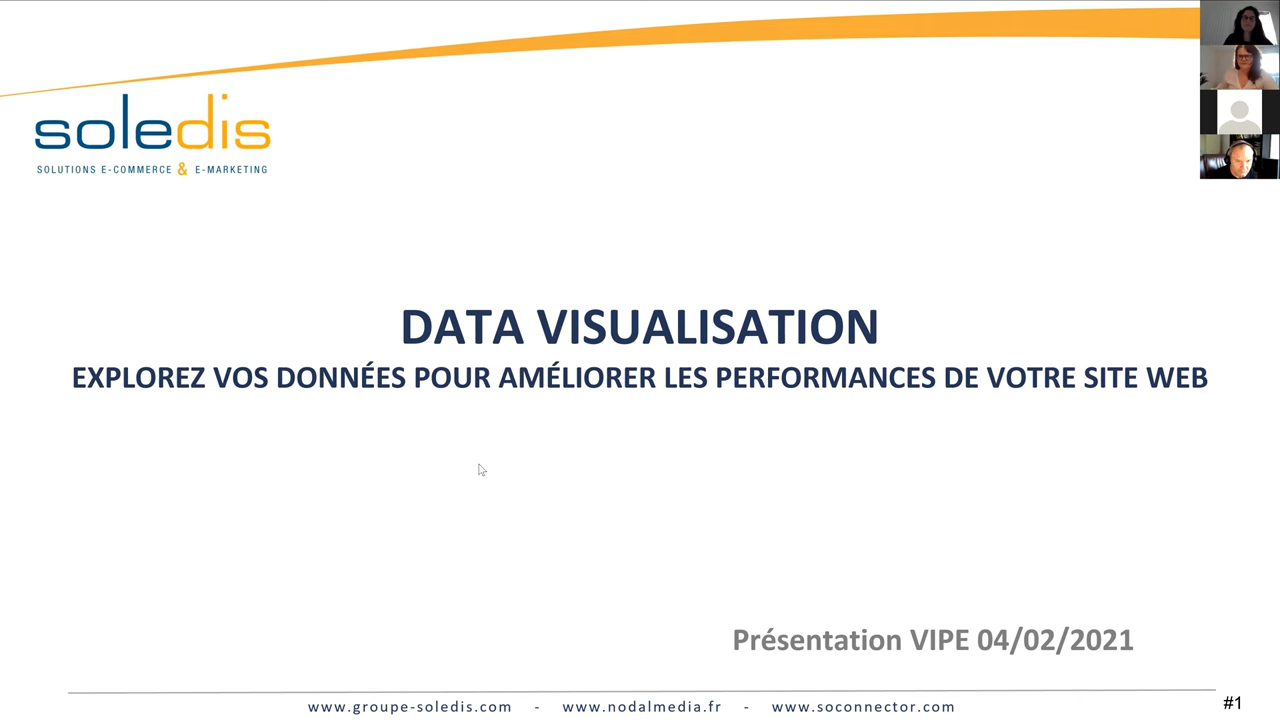 soledis
SOLUTIONS E-COMMERCE & E-MARKETING
DATA VISUALISATION
EXPLOREZ VOS DONNÉES POUR AMÉLIORER LES PERFORMANCES DE VOTRE SITE WEB
Présentation VIPE 04/02/2021
www.groupe-soledis.com - www.nodalmedia.fr - www.soconnector.com
#1